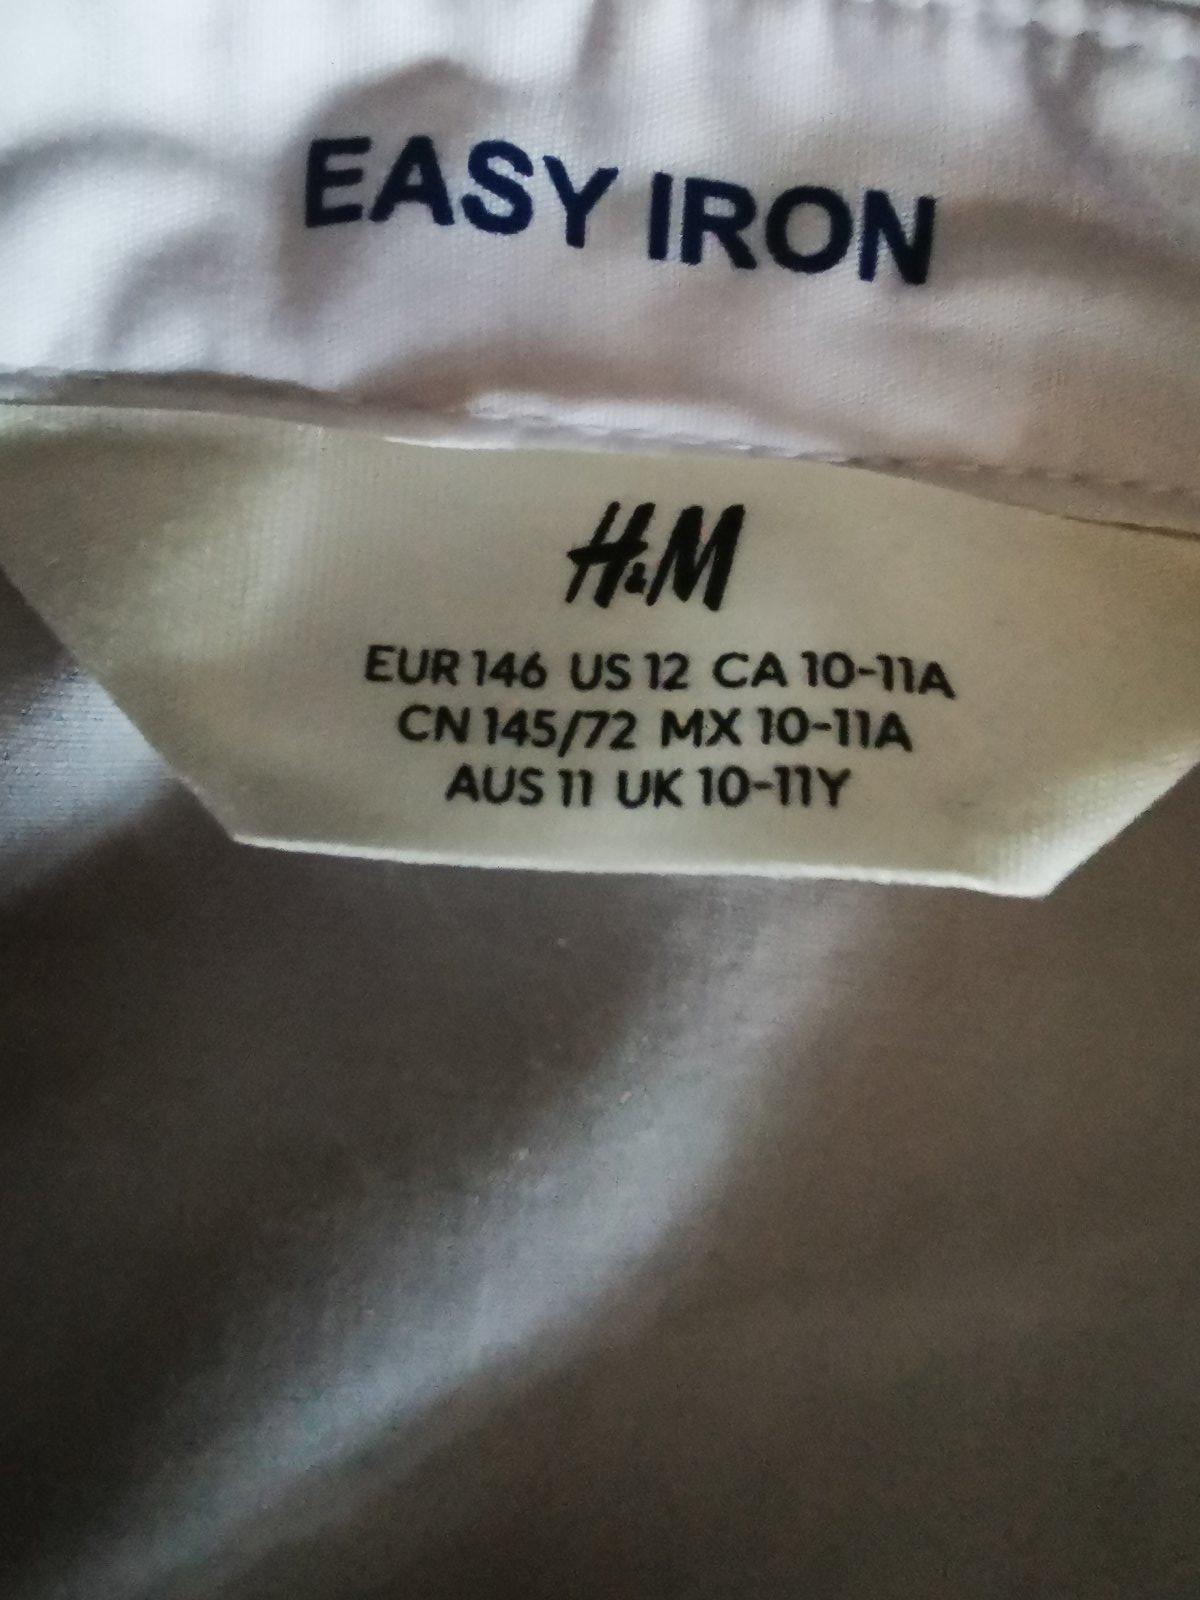 EASY IRON
H&M
EUR 146 US 12 CA 10-11A
CN 145/72 MX 10-11A
AUS 11 UK 10-11Y